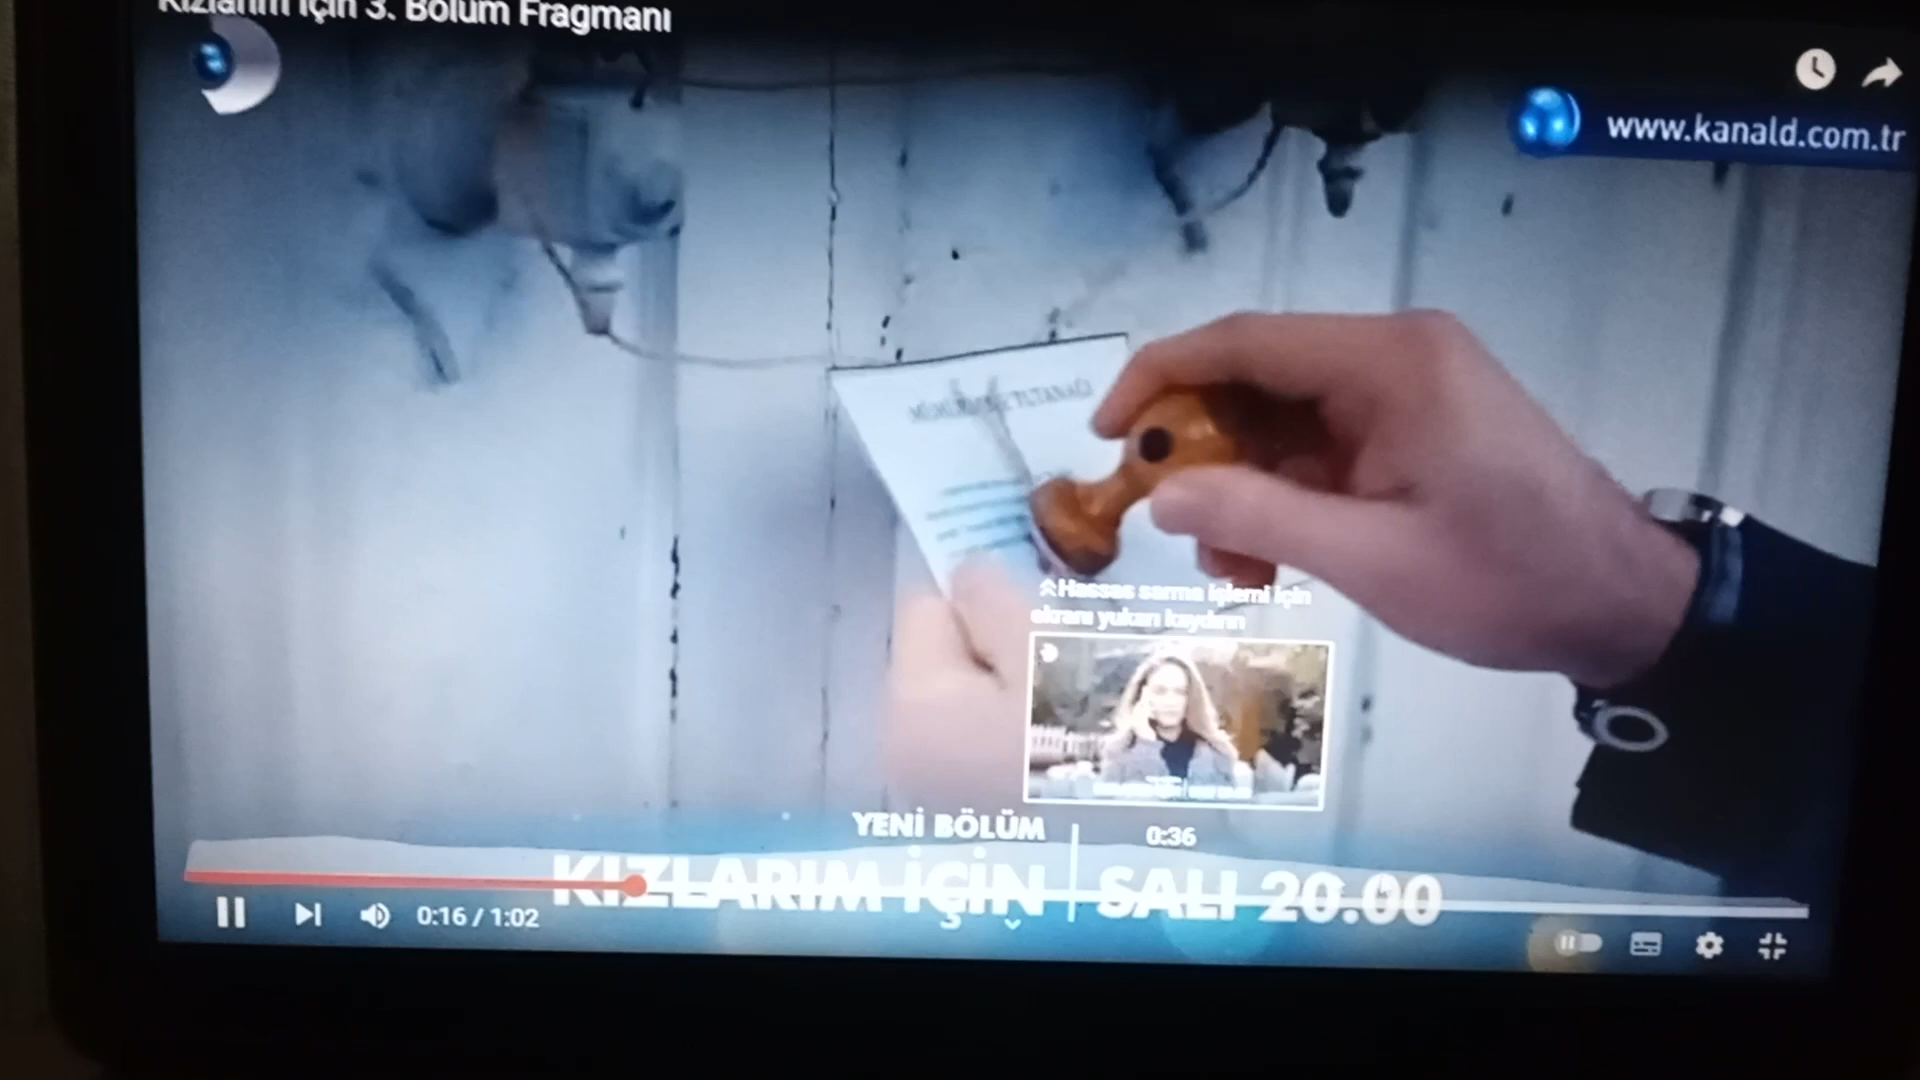 Kızlarım İçin 3. Bölüm Fragmanı
www.kanald.com.tr
TUTANAĞI
Hassas sarma işlemi için
ekranı yukarı kaydırın
YENİ BÖLÜM
0:36
KIZLARIM İÇİN SALI 20.00
0:16 / 1:02